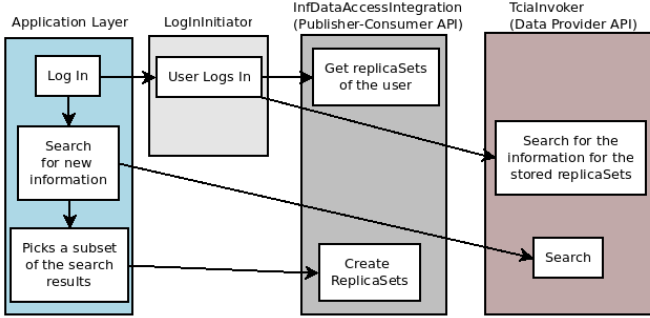 Application Layer
LogInInitiator
InfDataAccessIntegration
(Publisher-Consumer API)
TciaInvoker
(Data Provider API)
Log In
User Logs In
Get replicaSets
of the user
Search
for new
information
Search for the
information for the
stored replicaSets
Picks a subset
of the search
results
Create
ReplicaSets
Search